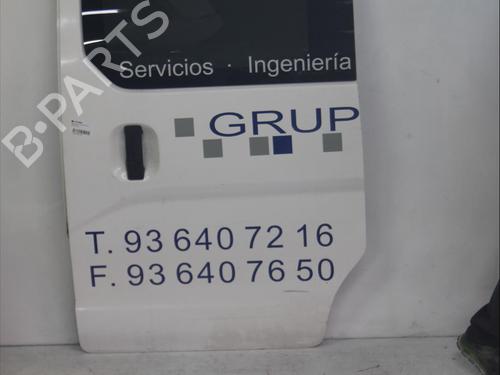 Servicios · Ingeniería
GRUP
T. 93 640 72 16
F. 93 640 76 50
B-PARTS